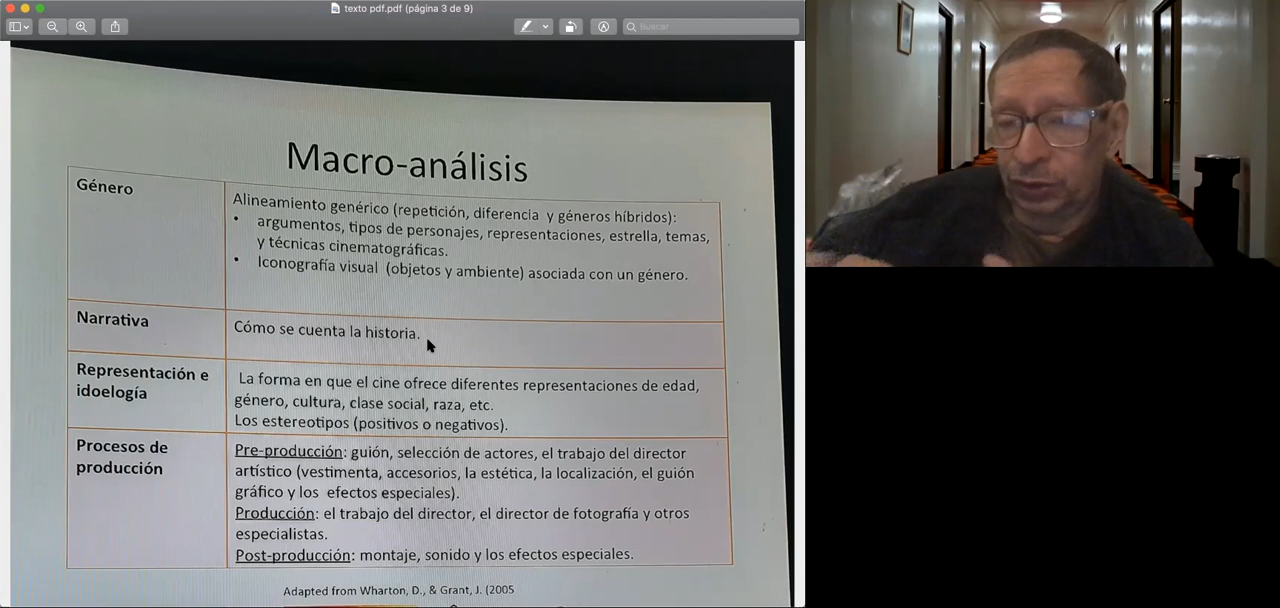 texto pdf.pdf (página 3 de 9)
Buscar
Macro-análisis
Género
Alineamiento genérico (repetición, diferencia y géneros híbridos):
• argumentos, tipos de personajes, representaciones, estrella, temas,
y técnicas cinematográficas.
• Iconografía visual (objetos y ambiente) asociada con un género.
Narrativa
Cómo se cuenta la historia.
Representación e
idoelogía
La forma en que el cine ofrece diferentes representaciones de edad,
género, cultura, clase social, raza, etc.
Los estereotipos (positivos o negativos).
Procesos de
producción
Pre-producción: guión, selección de actores, el trabajo del director
artístico (vestimenta, accesorios, la estética, la localización, el guión
gráfico y los efectos especiales).
Producción: el trabajo del director, el director de fotografía y otros
especialistas.
Post-producción: montaje, sonido y los efectos especiales.
Adapted from Wharton, D., & Grant, J. (2005